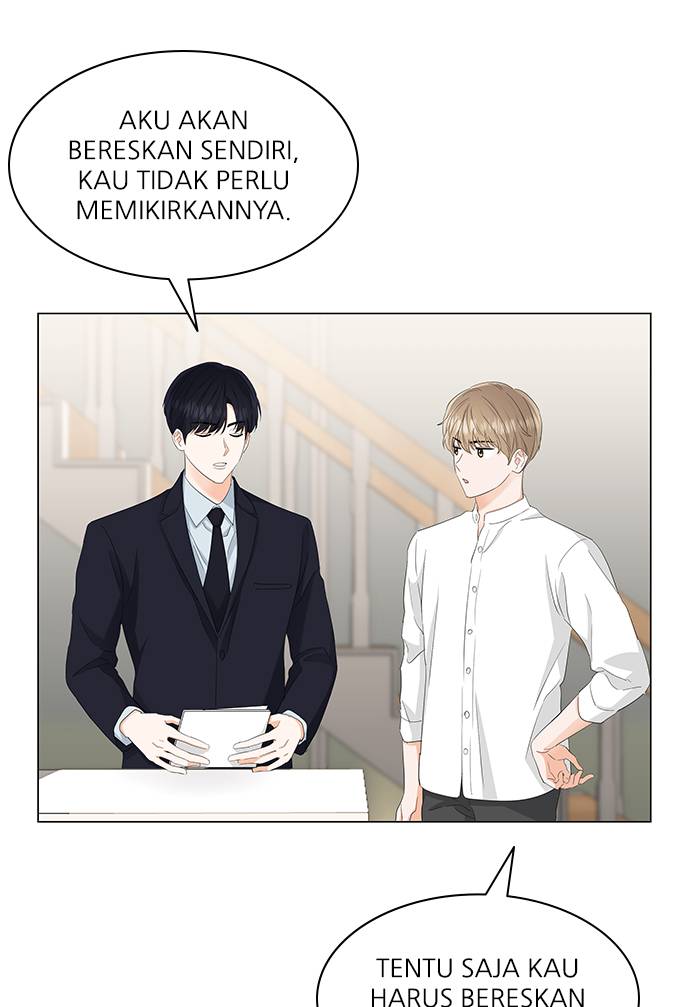 AKU AKAN
BERESKAN SENDIRI,
KAU TIDAK PERLU
MEMIKIRKANNYA.
TENTU SAJA KAU
HARUS BERESKAN